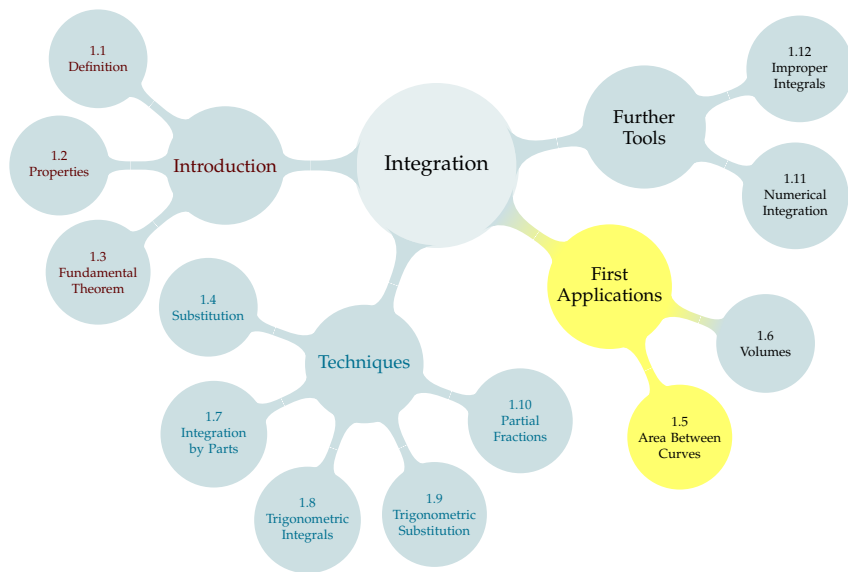 Integration
Introduction
1.1
Definition
1.2
Properties
1.3
Fundamental
Theorem
Techniques
1.4
Substitution
1.7
Integration
by Parts
1.8
Trigonometric
Integrals
1.9
Trigonometric
Substitution
1.10
Partial
Fractions
First
Applications
1.5
Area Between
Curves
1.6
Volumes
Further
Tools
1.11
Numerical
Integration
1.12
Improper
Integrals